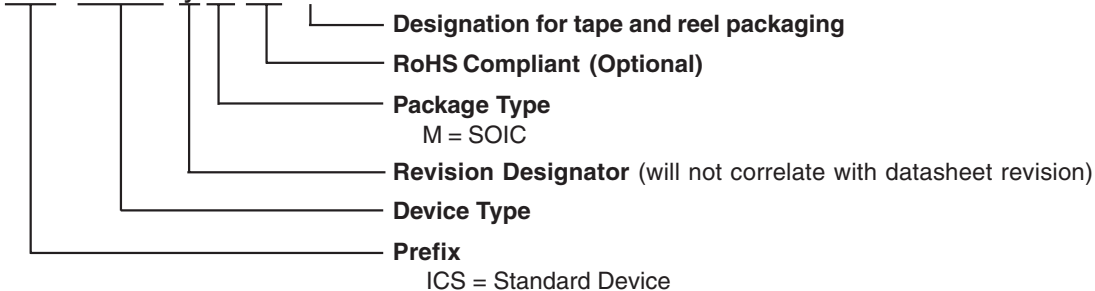 Designation for tape and reel packaging
RoHS Compliant (Optional)
Package Type
M = SOIC
Revision Designator (will not correlate with datasheet revision)
Device Type
Prefix
ICS = Standard Device